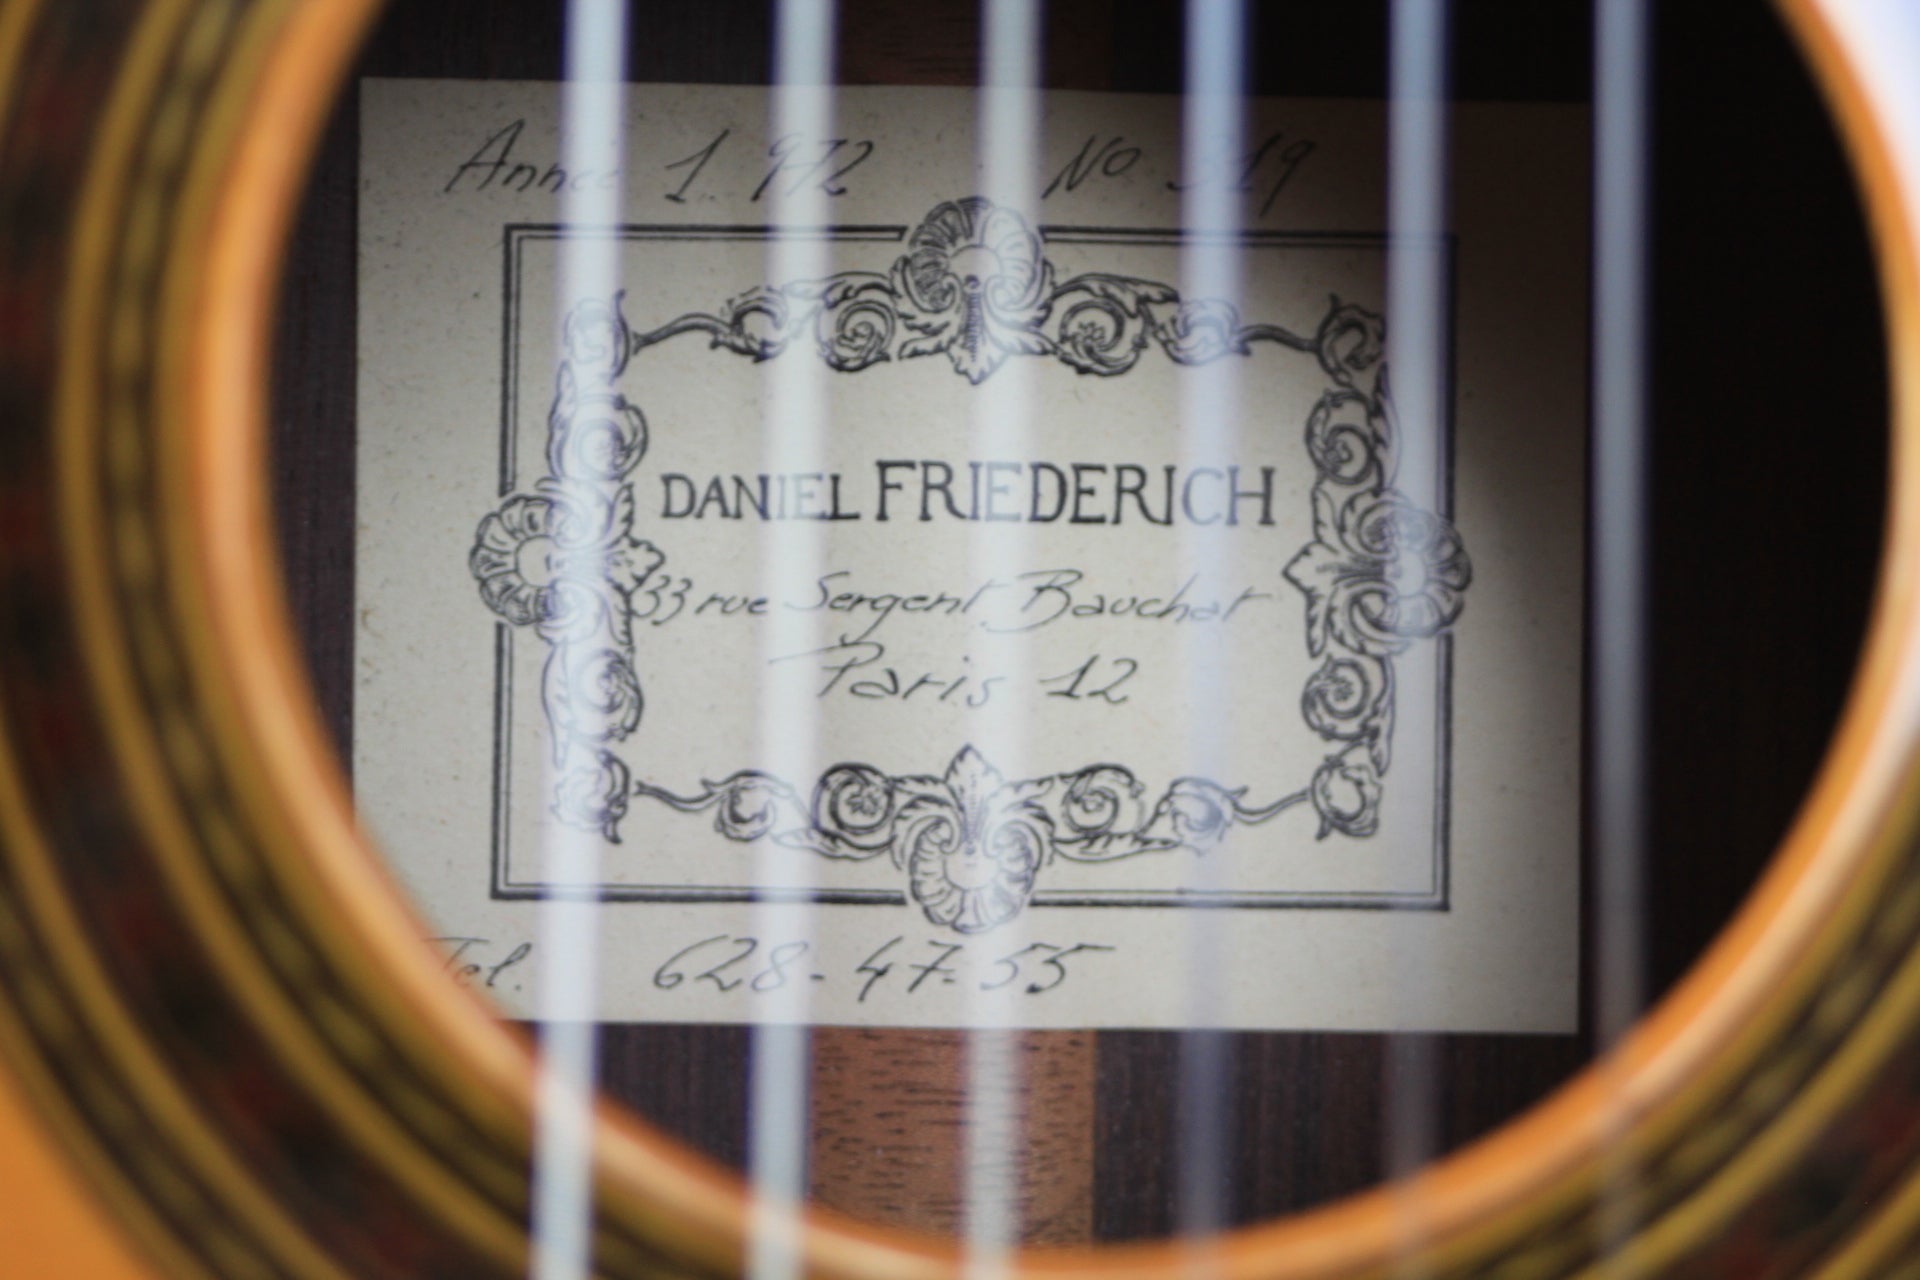 Année 1.972 No 319
DANIEL FRIEDERICH
33 rue Sergent Bauchat
Paris 12
Tel. 628-47-55